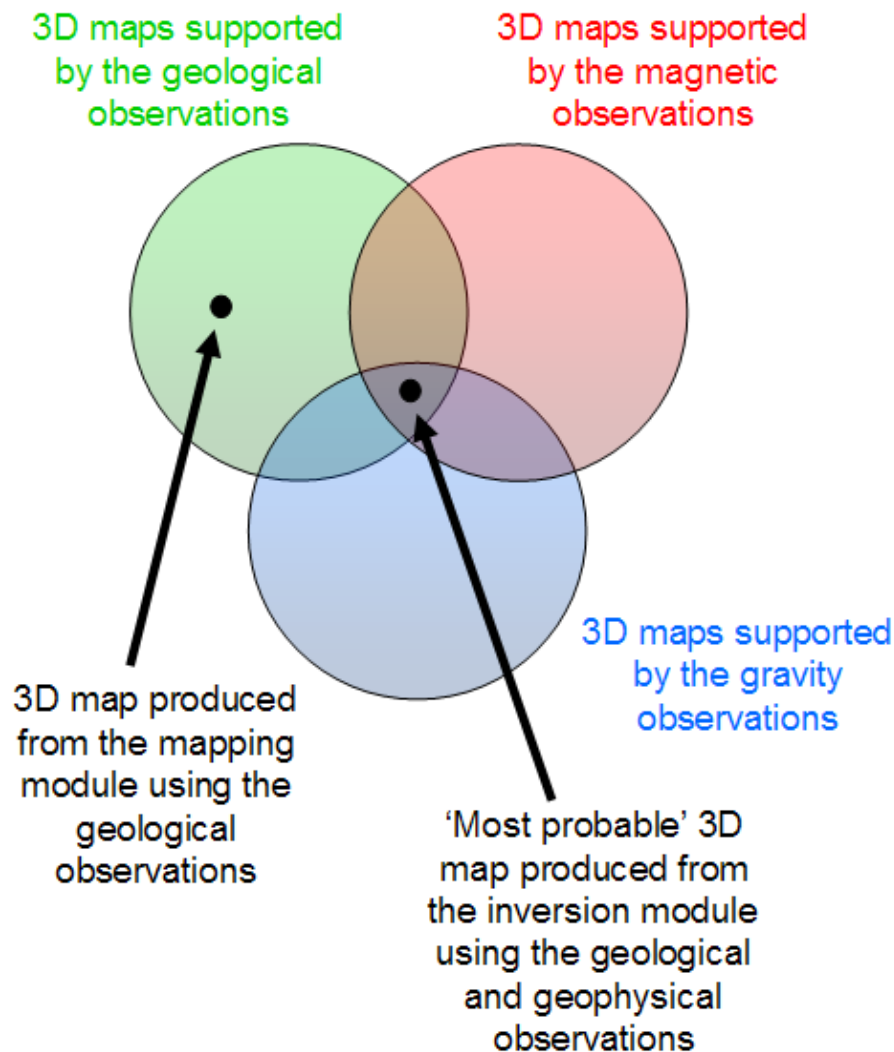 3D maps supported
by the geological
observations
3D maps supported
by the magnetic
observations
3D maps supported
by the gravity
observations
3D map produced
from the mapping
module using the
geological
observations
‘Most probable’ 3D
map produced from
the inversion module
using the geological
and geophysical
observations